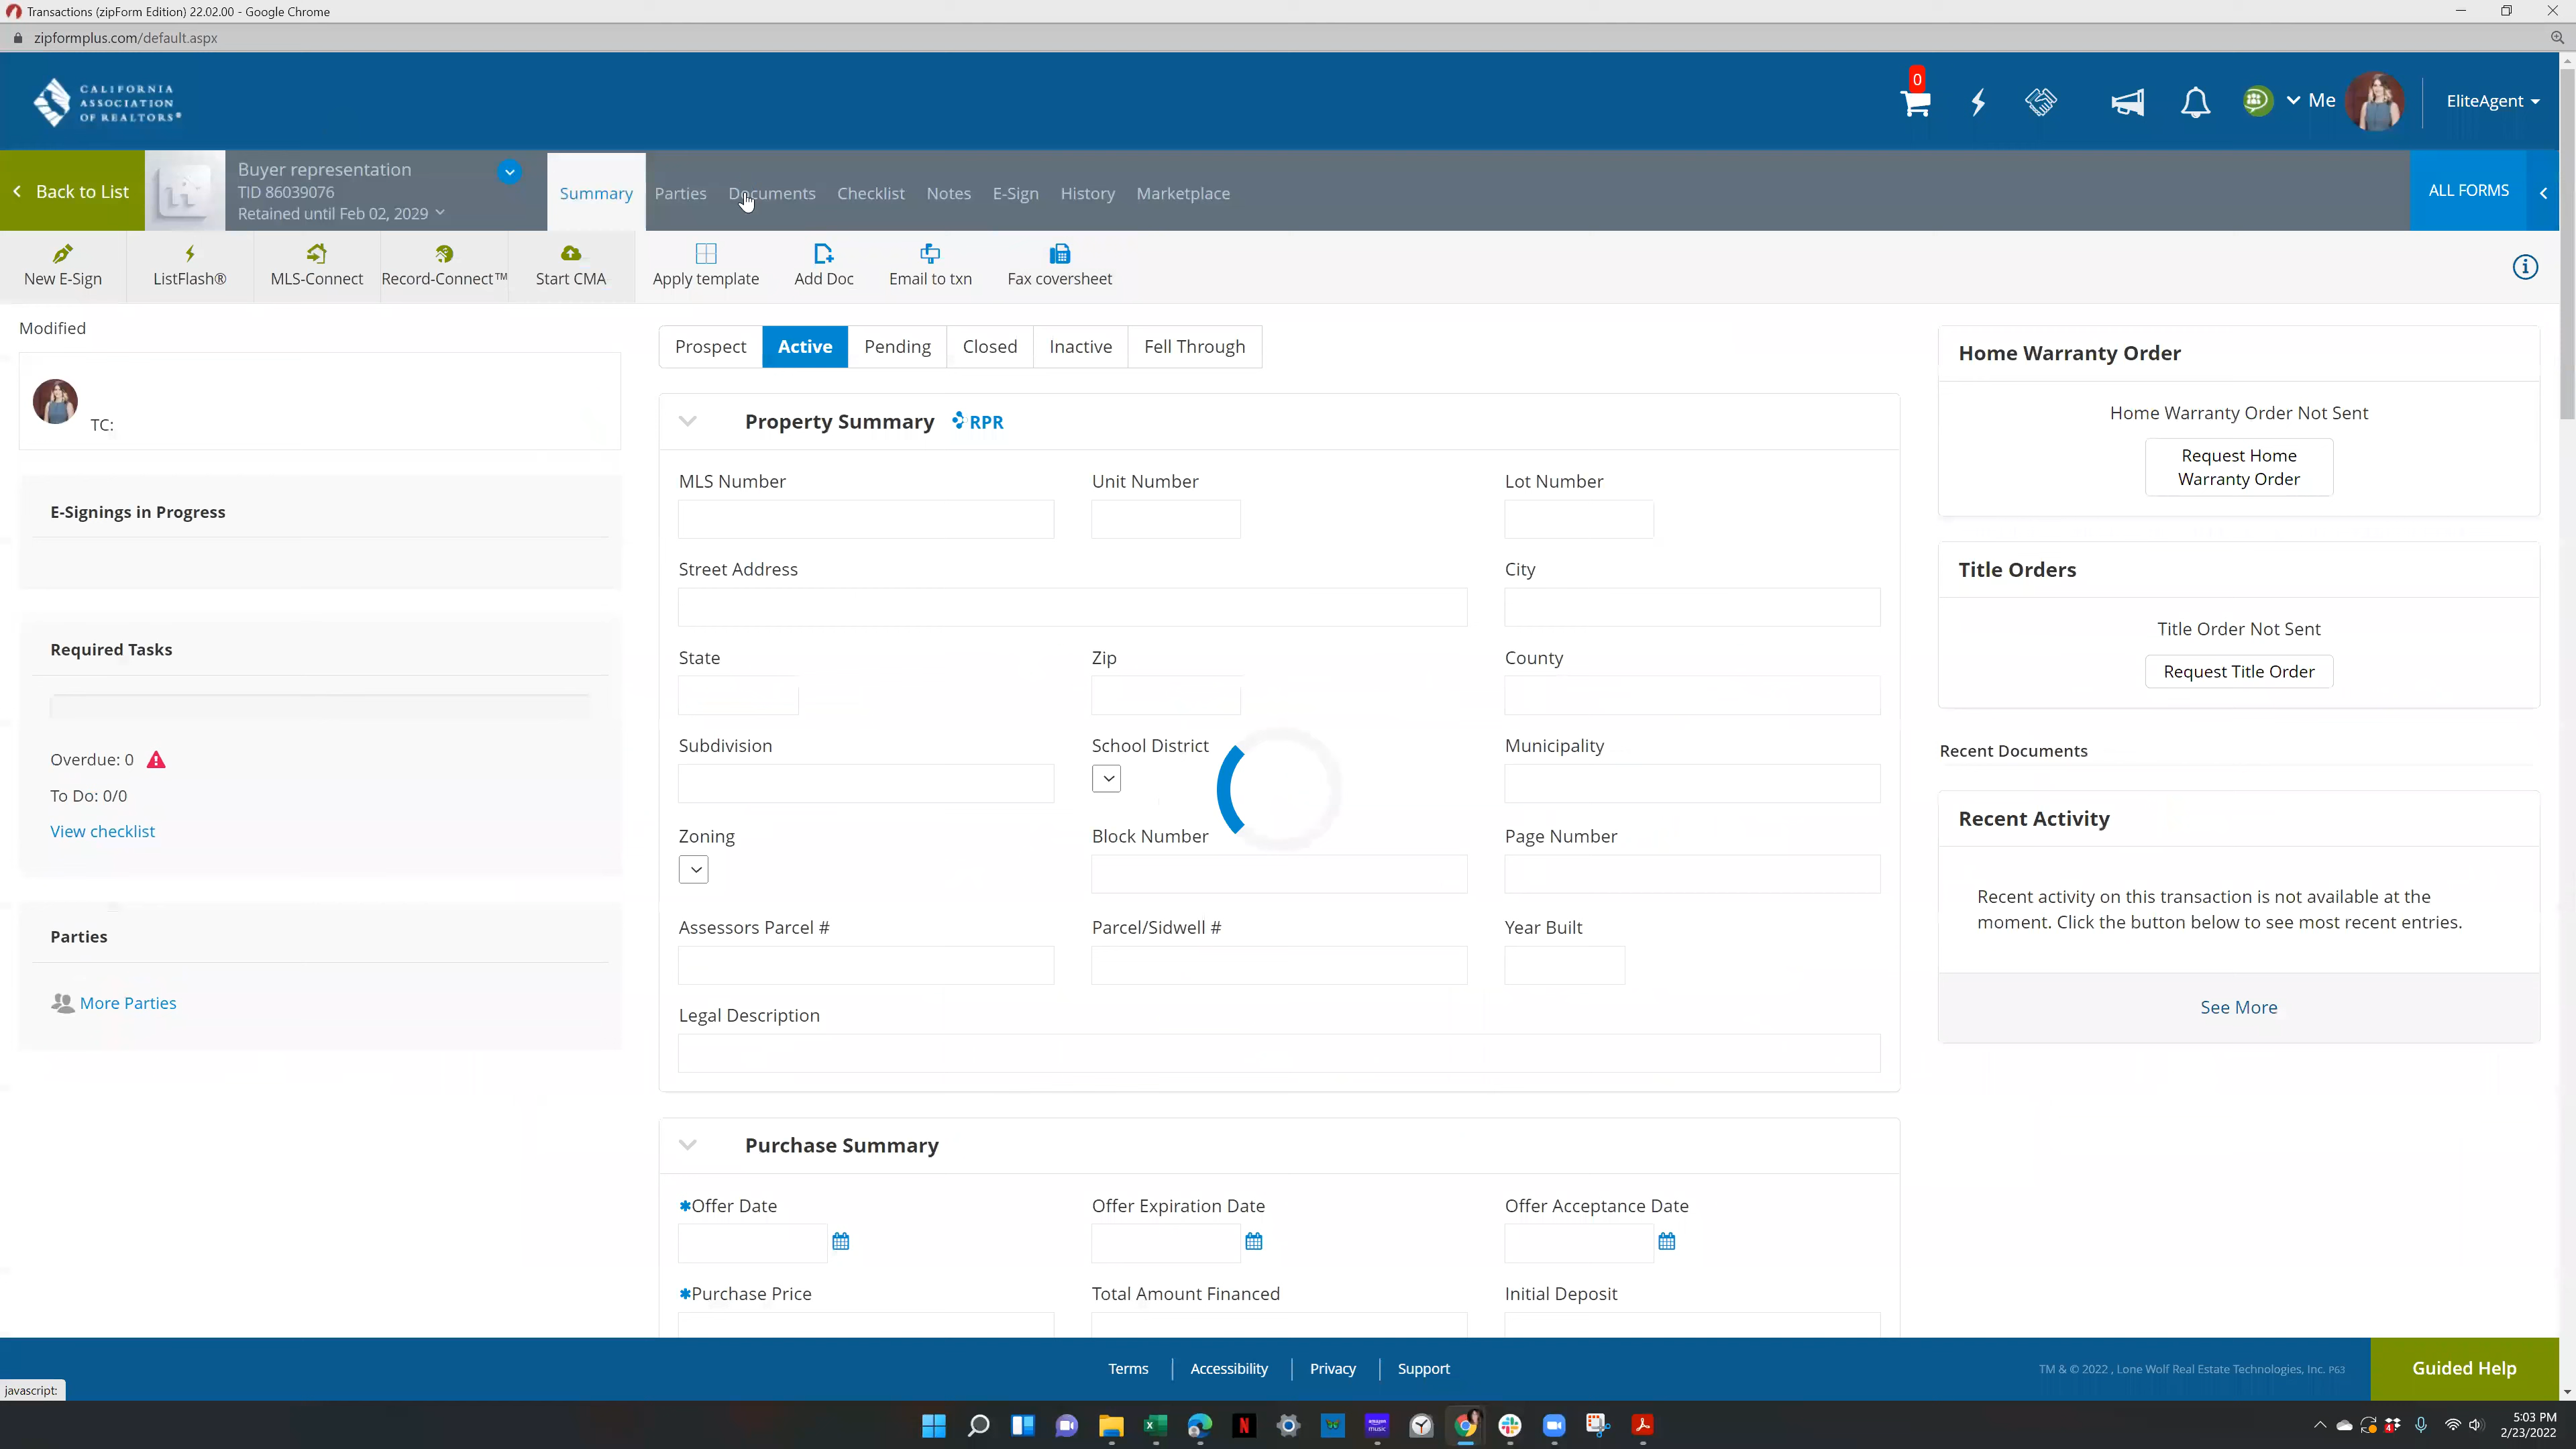 Transactions (zipForm Edition) 22.02.00 - Google Chrome
zipformplus.com/default.aspx
CALIFORNIA
ASSOCIATION
OF REALTORS®
0
Me
EliteAgent
Back to List
Buyer representation
TID 86039076
Retained until Feb 02, 2029
Summary
Parties
Documents
Checklist
Notes
E-Sign
History
Marketplace
ALL FORMS
New E-Sign
ListFlash®
MLS-Connect
Record-Connect™
Start CMA
Apply template
Add Doc
Email to txn
Fax coversheet
Modified
TC:
E-Signings in Progress
Required Tasks
Overdue: 0
To Do: 0/0
View checklist
Parties
More Parties
Prospect
Active
Pending
Closed
Inactive
Fell Through
Property Summary
RPR
MLS Number
Unit Number
Lot Number
Street Address
City
State
Zip
County
Subdivision
School District
Municipality
Zoning
Block Number
Page Number
Assessors Parcel #
Parcel/Sidwell #
Year Built
Legal Description
Purchase Summary
✱Offer Date
Offer Expiration Date
Offer Acceptance Date
✱Purchase Price
Total Amount Financed
Initial Deposit
Home Warranty Order
Home Warranty Order Not Sent
Request Home
Warranty Order
Title Orders
Title Order Not Sent
Request Title Order
Recent Documents
Recent Activity
Recent activity on this transaction is not available at the
moment. Click the button below to see most recent entries.
See More
Terms
Accessibility
Privacy
Support
TM & © 2022 , Lone Wolf Real Estate Technologies, Inc. P63
Guided Help
javascript:
N
amazon
music
4
5:03 PM
2/23/2022